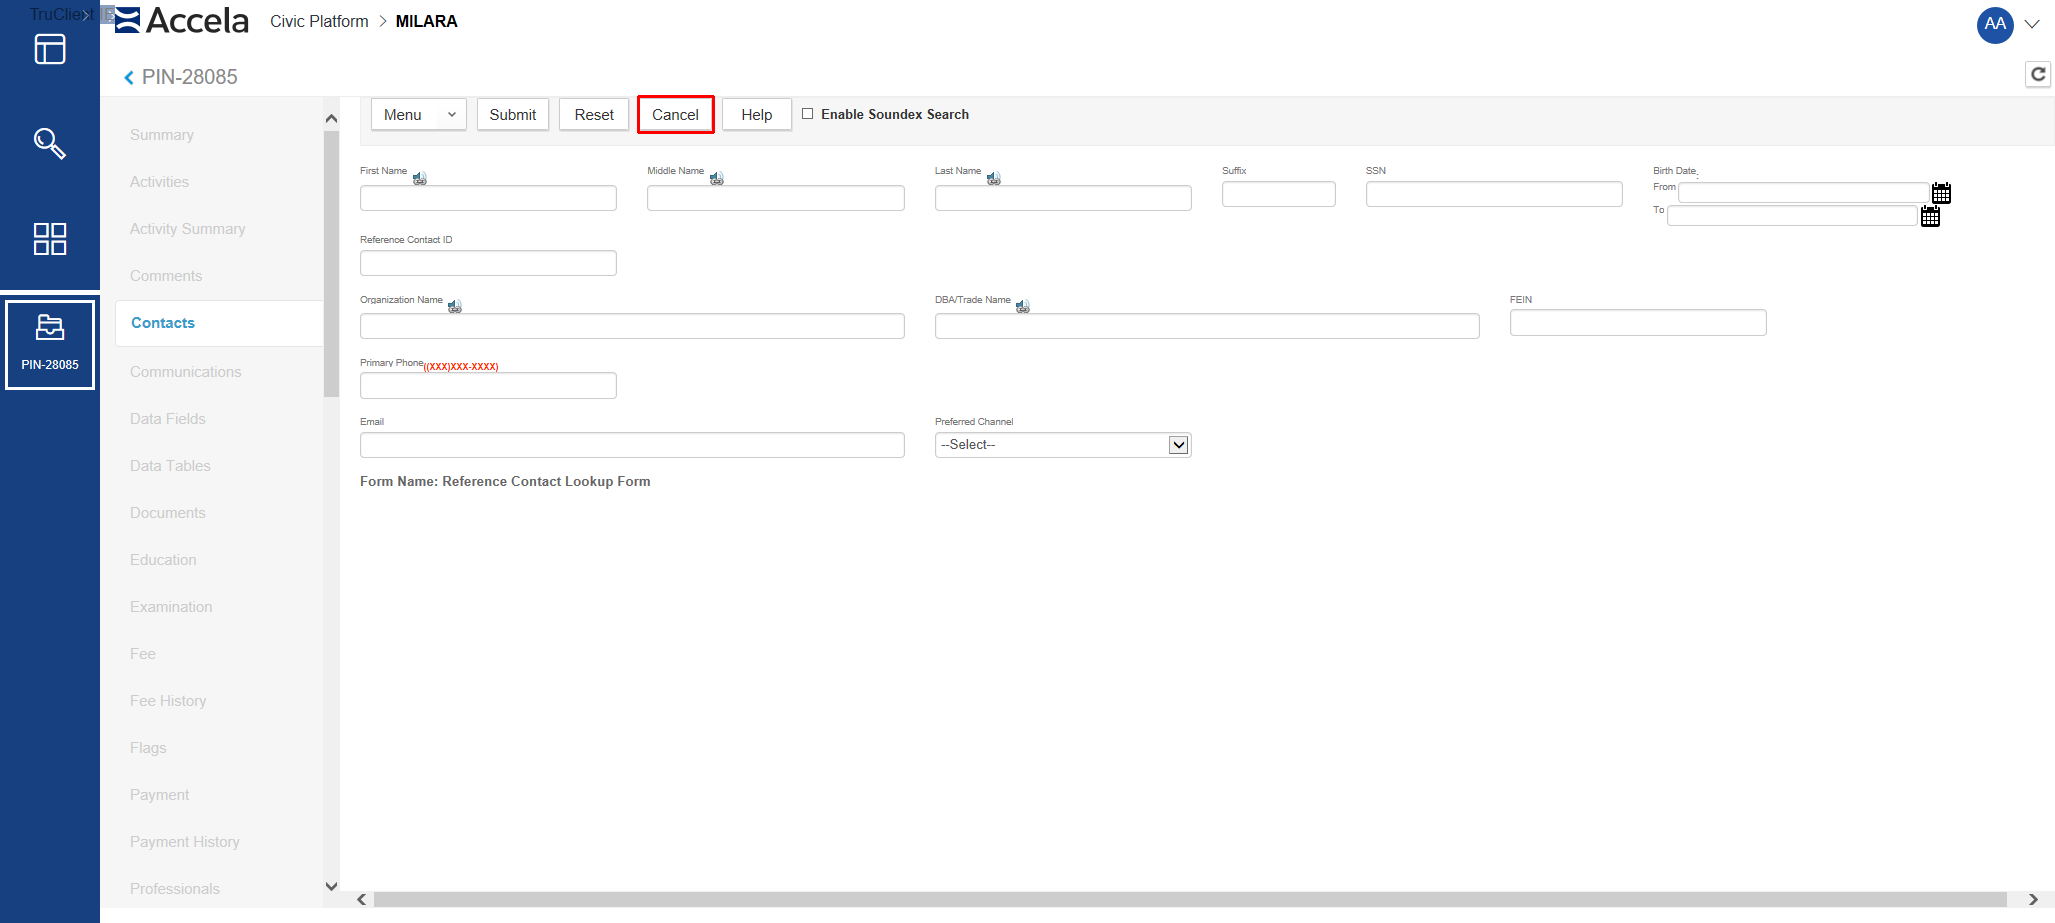 TruClient
Accela
Civic Platform > MILARA
AA
PIN-28085
Menu
Submit
Reset
Cancel
Help
Enable Soundex Search
PIN-28085
Summary
Activities
Activity Summary
Comments
Contacts
Communications
Data Fields
Data Tables
Documents
Education
Examination
Fee
Fee History
Flags
Payment
Payment History
Professionals
First Name
Middle Name
Last Name
Suffix
SSN
Birth Date:
From
To
Reference Contact ID
Organization Name
DBA/Trade Name
FEIN
Primary Phone((XXX)XXX-XXXX)
Email
Preferred Channel
--Select--
Form Name: Reference Contact Lookup Form